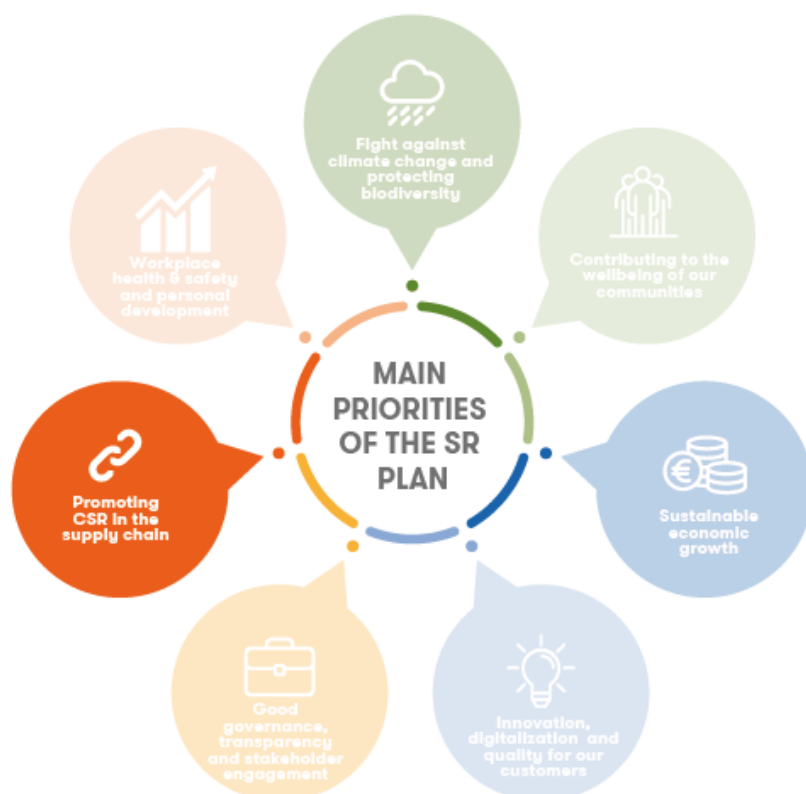 Fight against
climate change and
protecting
biodiversity
Contributing to the
wellbeing of our
communities
Sustainable
economic
growth
Innovation,
digitalization and
quality for our
customers
Good
governance,
transparency
and stakeholder
engagement
Promoting
CSR in the
supply chain
Workplace
health & safety
and personal
development
MAIN
PRIORITIES
OF THE SR
PLAN
€